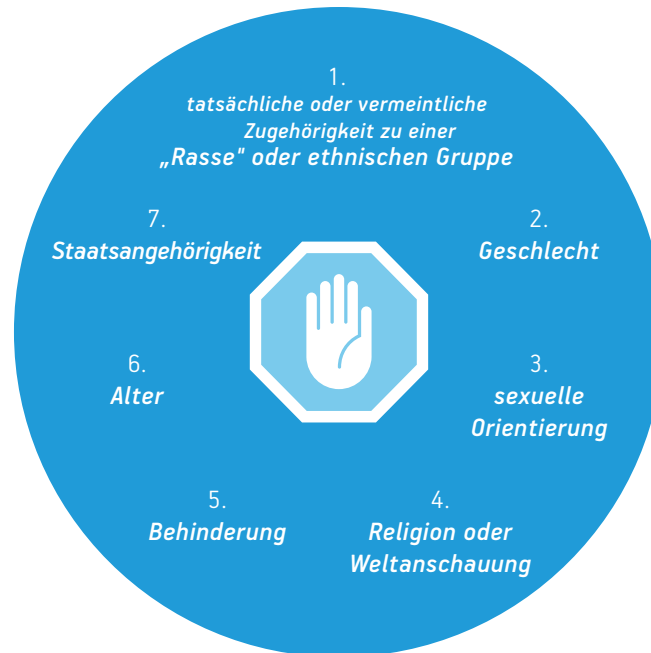 1.
tatsächliche oder vermeintliche
Zugehörigkeit zu einer
„Rasse" oder ethnischen Gruppe
2.
Geschlecht
3.
sexuelle
Orientierung
4.
Religion oder
Weltanschauung
5.
Behinderung
6.
Alter
7.
Staatsangehörigkeit